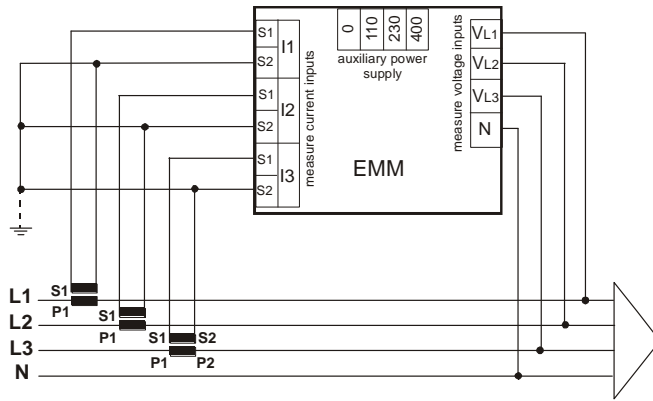 S1
S2
I1
S1
S2
I2
S1
S2
I3
measure current inputs
0
110
230
400
auxiliary power
supply
EMM
measure voltage inputs
VL1
VL2
VL3
N
L1
S1
P1
L2
S1
P1
L3
S1 S2
P1 P2
N